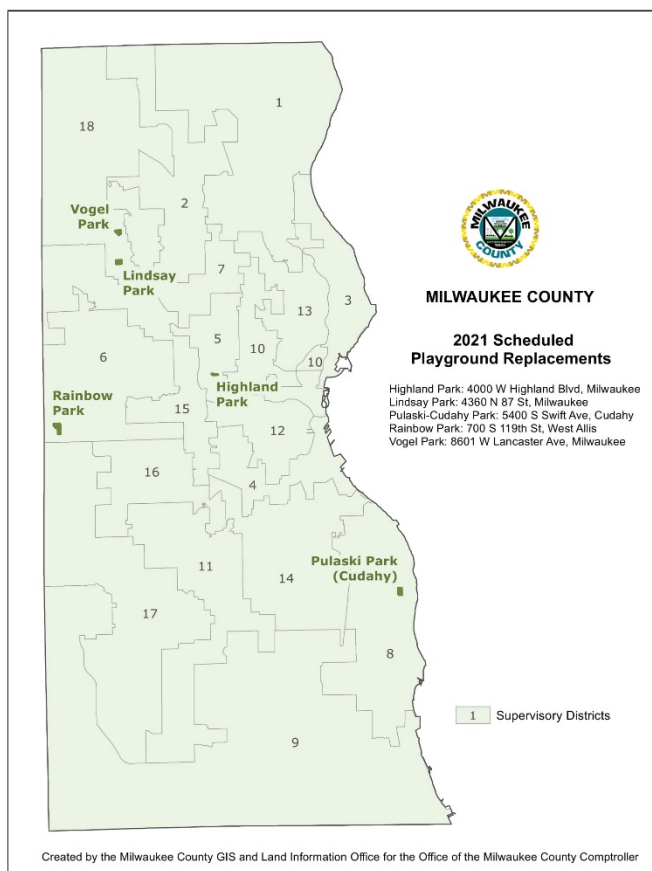 1
18
2
Vogel
Park
7
Lindsay
Park
13
3
5
10
10
6
Highland
Park
Rainbow
Park
15
12
16
4
11
14
Pulaski Park
(Cudahy)
17
8
9
MILWAUKEE
COUNTY
MILWAUKEE COUNTY
2021 Scheduled
Playground Replacements
Highland Park: 4000 W Highland Blvd, Milwaukee
Lindsay Park: 4360 N 87 St, Milwaukee
Pulaski-Cudahy Park: 5400 S Swift Ave, Cudahy
Rainbow Park: 700 S 119th St, West Allis
Vogel Park: 8601 W Lancaster Ave, Milwaukee
1 Supervisory Districts
Created by the Milwaukee County GIS and Land Information Office for the Office of the Milwaukee County Comptroller